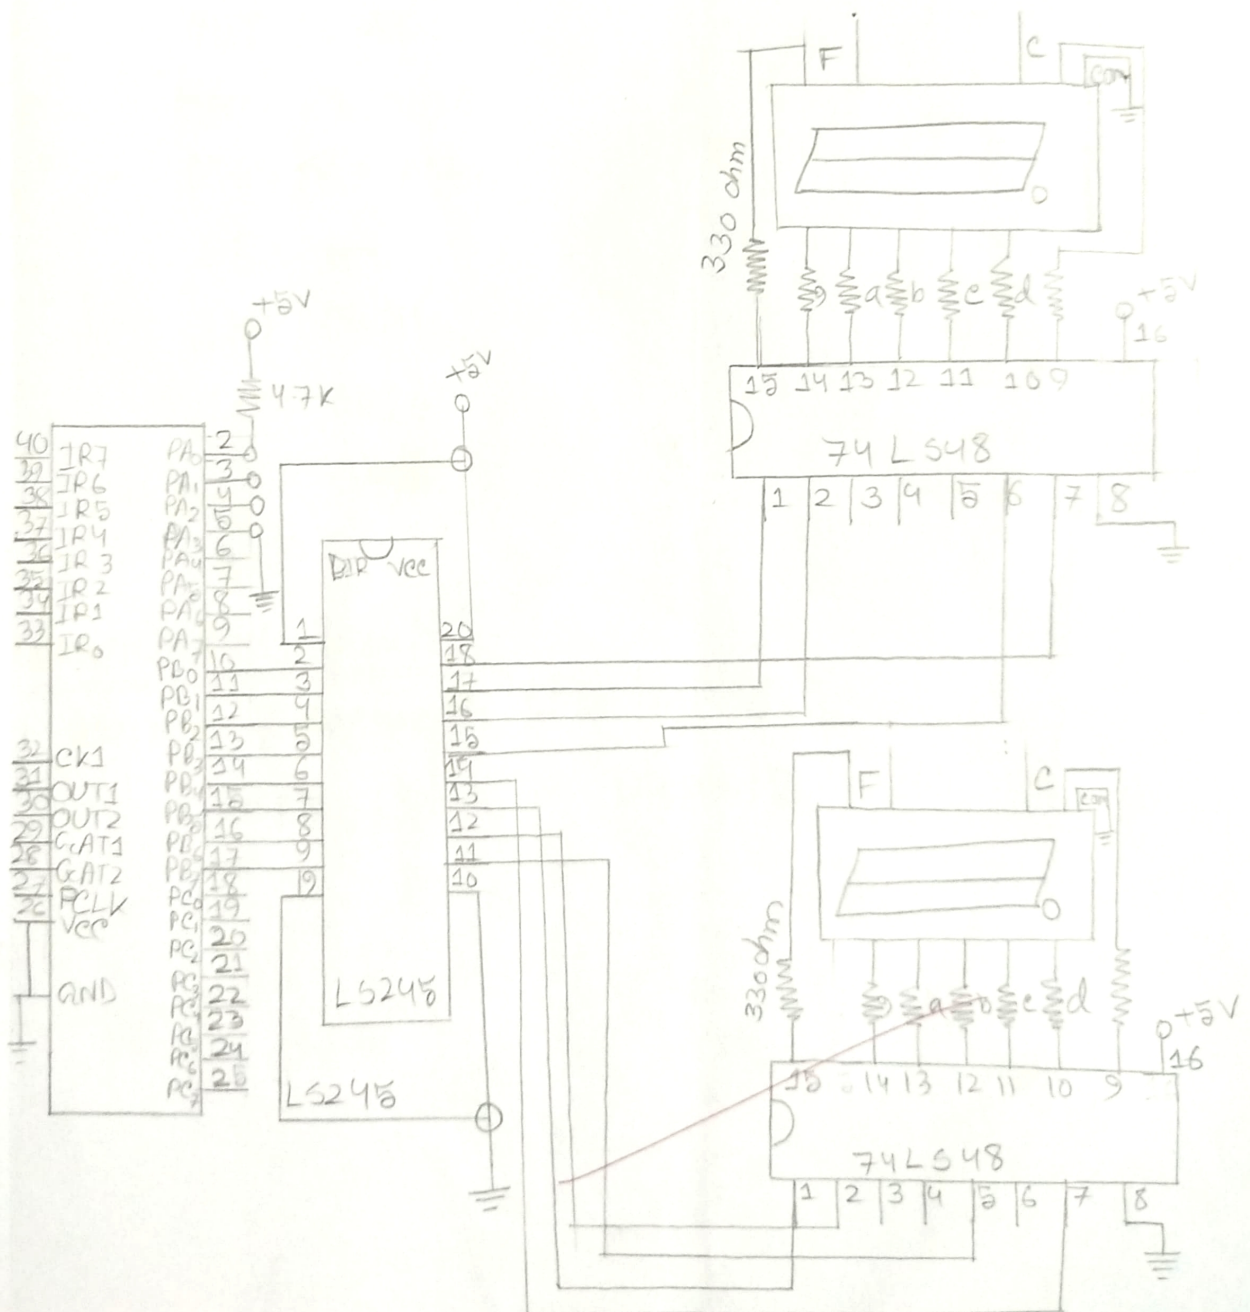 F
C
com
330 ohm
g a b c d
+5V
16
15 14 13 12 11 10 9
74LS48
1 2 3 4 5 6 7 8
+5V
4.7K
+5V
40 IR7
39 IR6
38 IR5
37 IR4
36 IR3
35 IR2
34 IR1
33 IR0
32 CK1
31 OUT1
30 OUT2
29 GAT1
28 GAT2
27 PCLK
26 VCC
GND
PA0 2
PA1 3
PA2 4
PA3 5
PA4 6
PA5 7
PA6 8
PA7 9
PB0 10
PB1 11
PB2 12
PB3 13
PB4 14
PB5 15
PB6 16
PB7 17
PC0 18
PC1 19
PC2 20
PC3 21
PC4 22
23
PC6 24
PC7 25
DIR VCC
1 20
2 18
3 17
4 16
5 15
6 14
7 13
8 12
9 11
19 10
LS245
LS245
F
C
com
330 ohm
g a b c d
+5V
16
15 14 13 12 11 10 9
74LS48
1 2 3 4 5 6 7 8